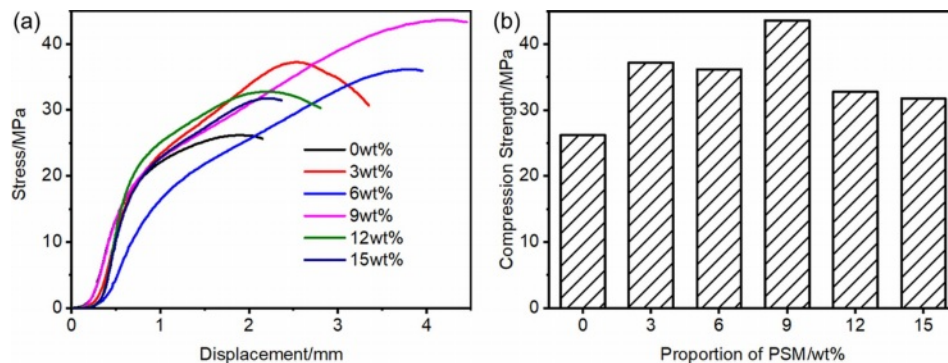 (a)
Stress/MPa
40
30
20
10
0
0wt%
3wt%
6wt%
9wt%
12wt%
15wt%
0 1 2 3 4
Displacement/mm
(b)
Compression Strength/MPa
40
30
20
10
0
0 3 6 9 12 15
Proportion of PSM/wt%